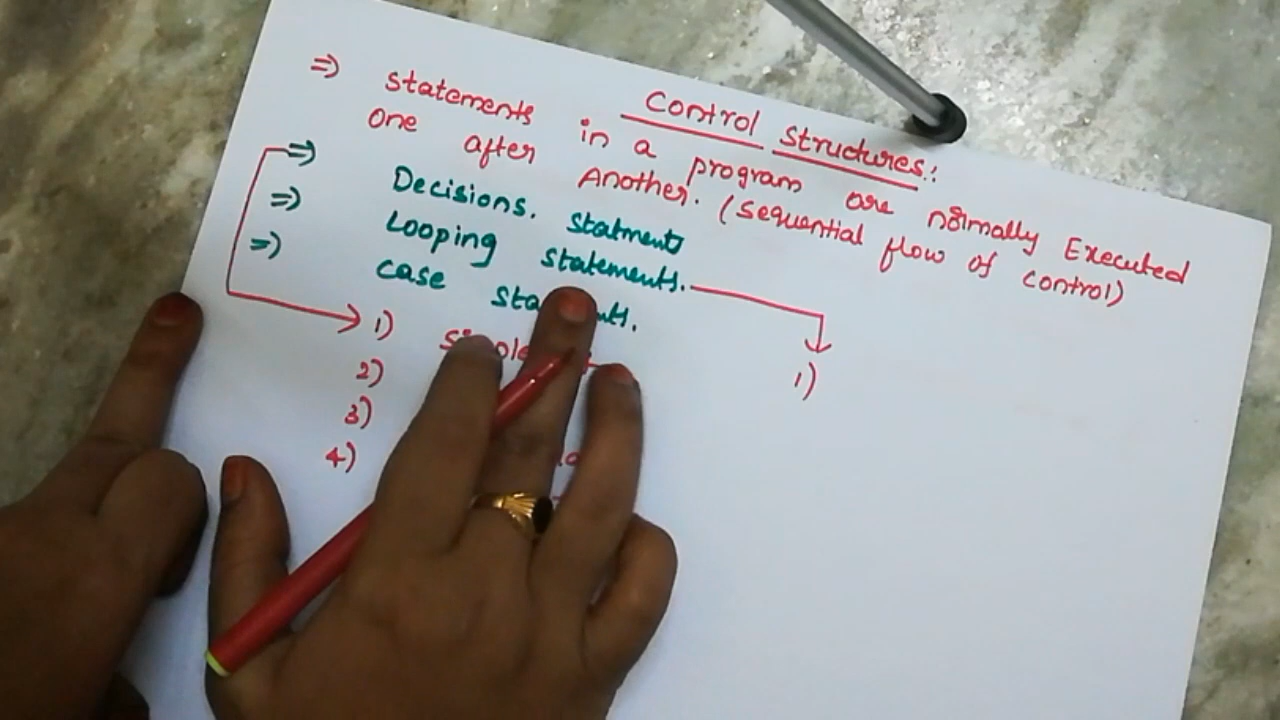 Control Structures:
=> statements in a program are normally Executed
one after Another. (sequential flow of control)
=> Decisions. statments
=> Looping statements.
=> case
1)
2)
3)
4)
1)